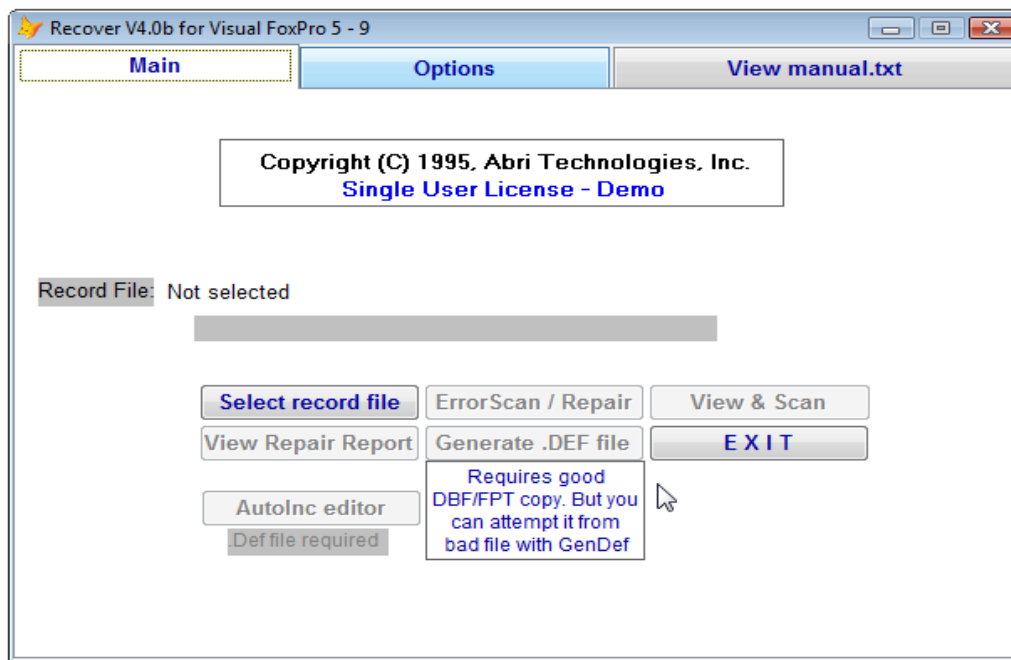 Recover V4.0b for Visual FoxPro 5 - 9
Main Options View manual.txt
Copyright (C) 1995, Abri Technologies, Inc.
Single User License - Demo
Record File: Not selected
Select record file ErrorScan / Repair View & Scan
View Repair Report Generate .DEF file E X I T
Requires good
DBF/FPT copy. But you
can attempt it from
bad file with GenDef
AutoInc editor
.Def file required